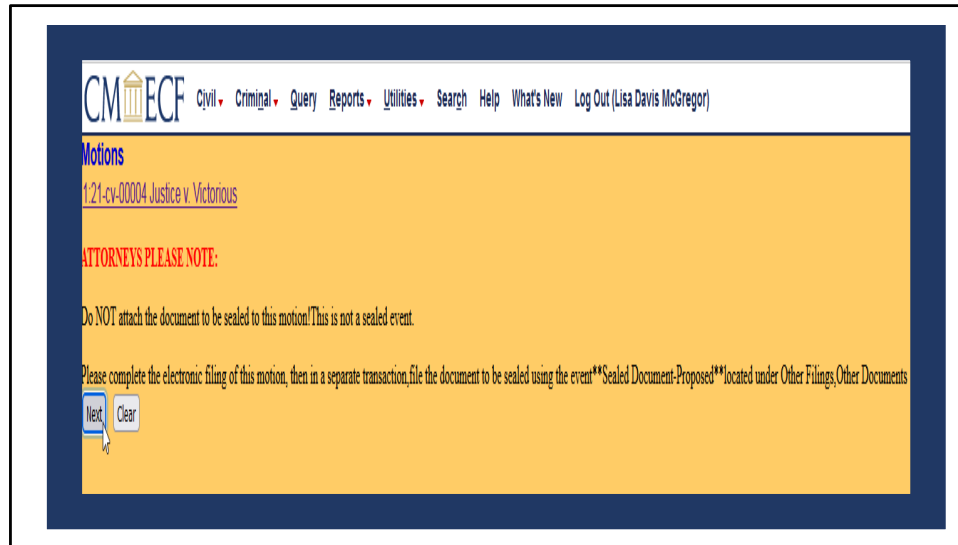 CM ECF Civil Criminal Query Reports Utilities Search Help What's New Log Out (Lisa Davis McGregor)
Motions
1:21-cv-00004 Justice v. Victorious
ATTORNEYS PLEASE NOTE:
Do NOT attach the document to be sealed to this motion!This is not a sealed event.
Please complete the electronic filing of this motion, then in a separate transaction,file the document to be sealed using the event**Sealed Document-Proposed**located under Other Filings,Other Documents
Next Clear